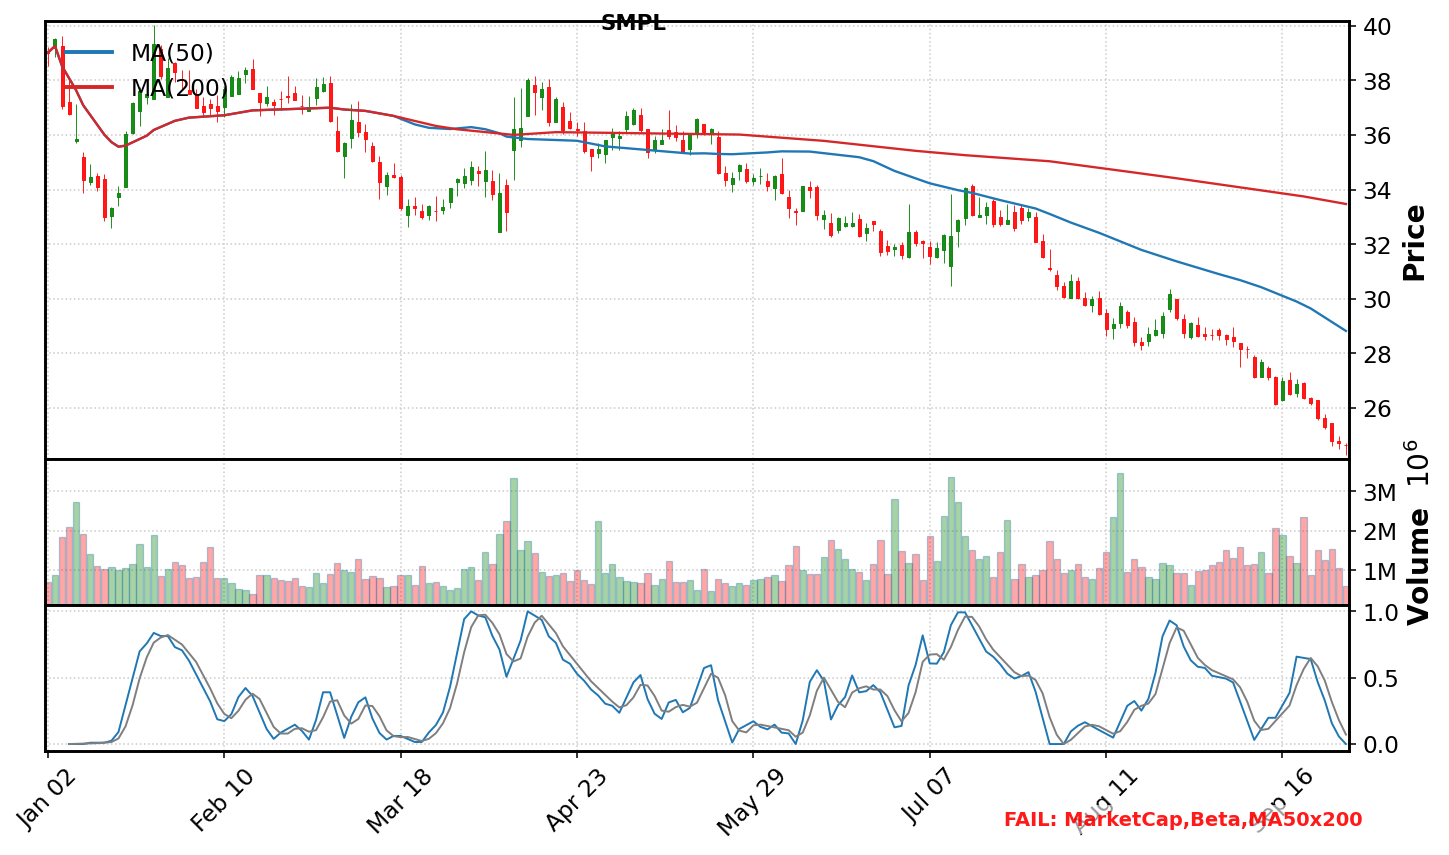 SMPL
MA(50)
MA(200)
40
38
36
34
32
30
28
26
Price
3M
2M
1M
Volume 10^6
1.0
0.5
0.0
Jan 02
Feb 10
Mar 18
Apr 23
May 29
Jul 07
Aug 11
Sep 16
FAIL: MarketCap,Beta,MA50x200